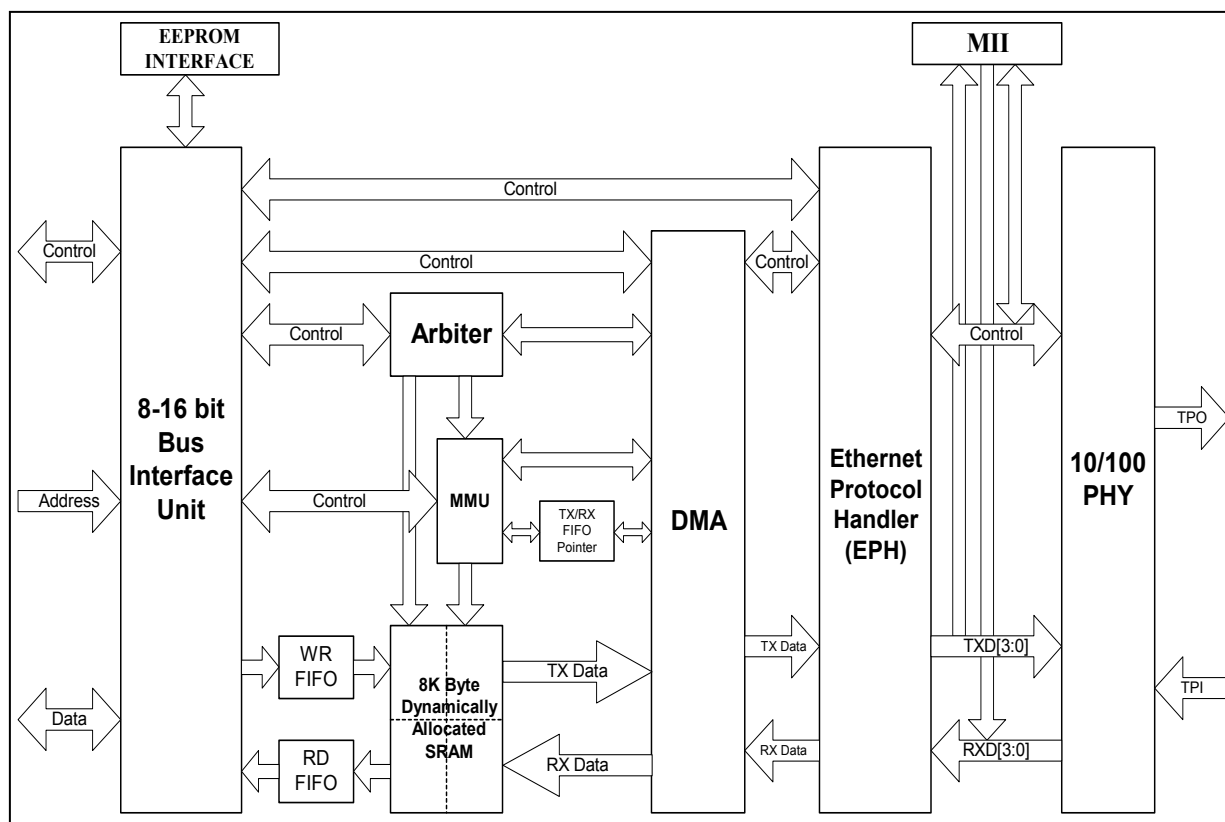 EEPROM
INTERFACE
MII
Control
Control
Control
Control
Control
Arbiter
Control
8-16 bit
Bus
Interface
Unit
Address
Control
MMU
TX/RX
FIFO
Pointer
DMA
Ethernet
Protocol
Handler
(EPH)
10/100
PHY
TPO
TPI
WR
FIFO
8K Byte
Dynamically
Allocated
SRAM
TX Data
TX Data
TXD[3:0]
Data
RD
FIFO
RX Data
RX Data
RXD[3:0]